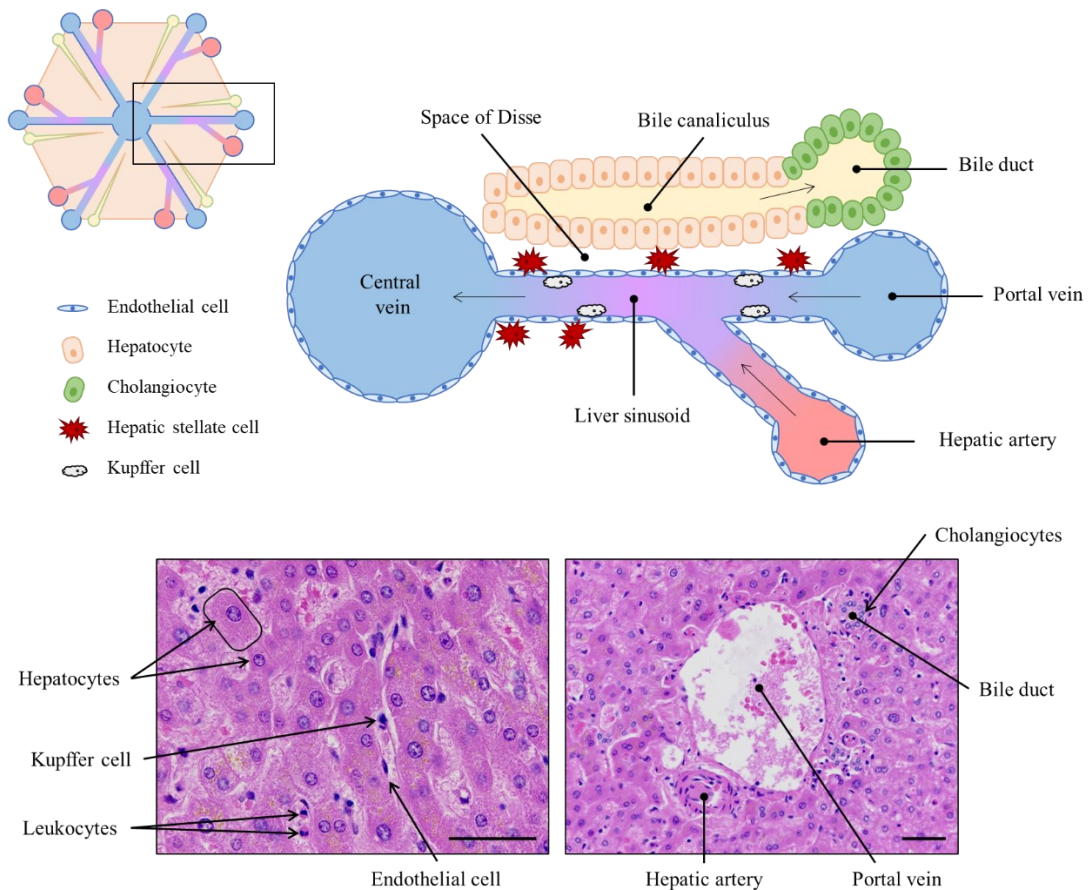 Space of Disse
Bile canaliculus
Bile duct
Central
vein
Portal vein
Endothelial cell
Hepatocyte
Cholangiocyte
Hepatic stellate cell
Kupffer cell
Liver sinusoid
Hepatic artery
Cholangiocytes
Hepatocytes
Bile duct
Kupffer cell
Leukocytes
Endothelial cell
Hepatic artery
Portal vein